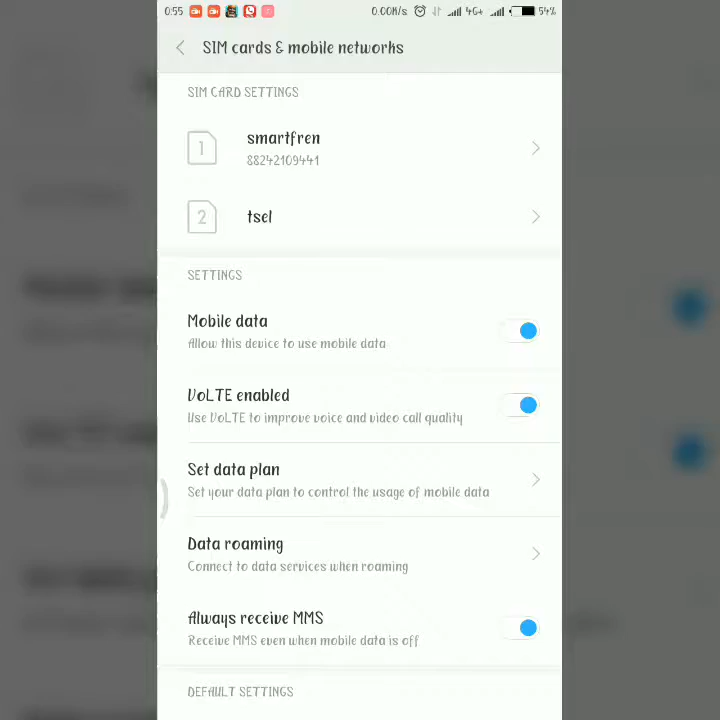 0:55 0.00K/s 4G+ 54%
SIM cards & mobile networks
SIM CARD SETTINGS
1 smartfren
88242109441
2 tsel
SETTINGS
Mobile data
Allow this device to use mobile data
VoLTE enabled
Use VoLTE to improve voice and video call quality
Set data plan
Set your data plan to control the usage of mobile data
Data roaming
Connect to data services when roaming
Always receive MMS
Receive MMS even when mobile data is off
DEFAULT SETTINGS